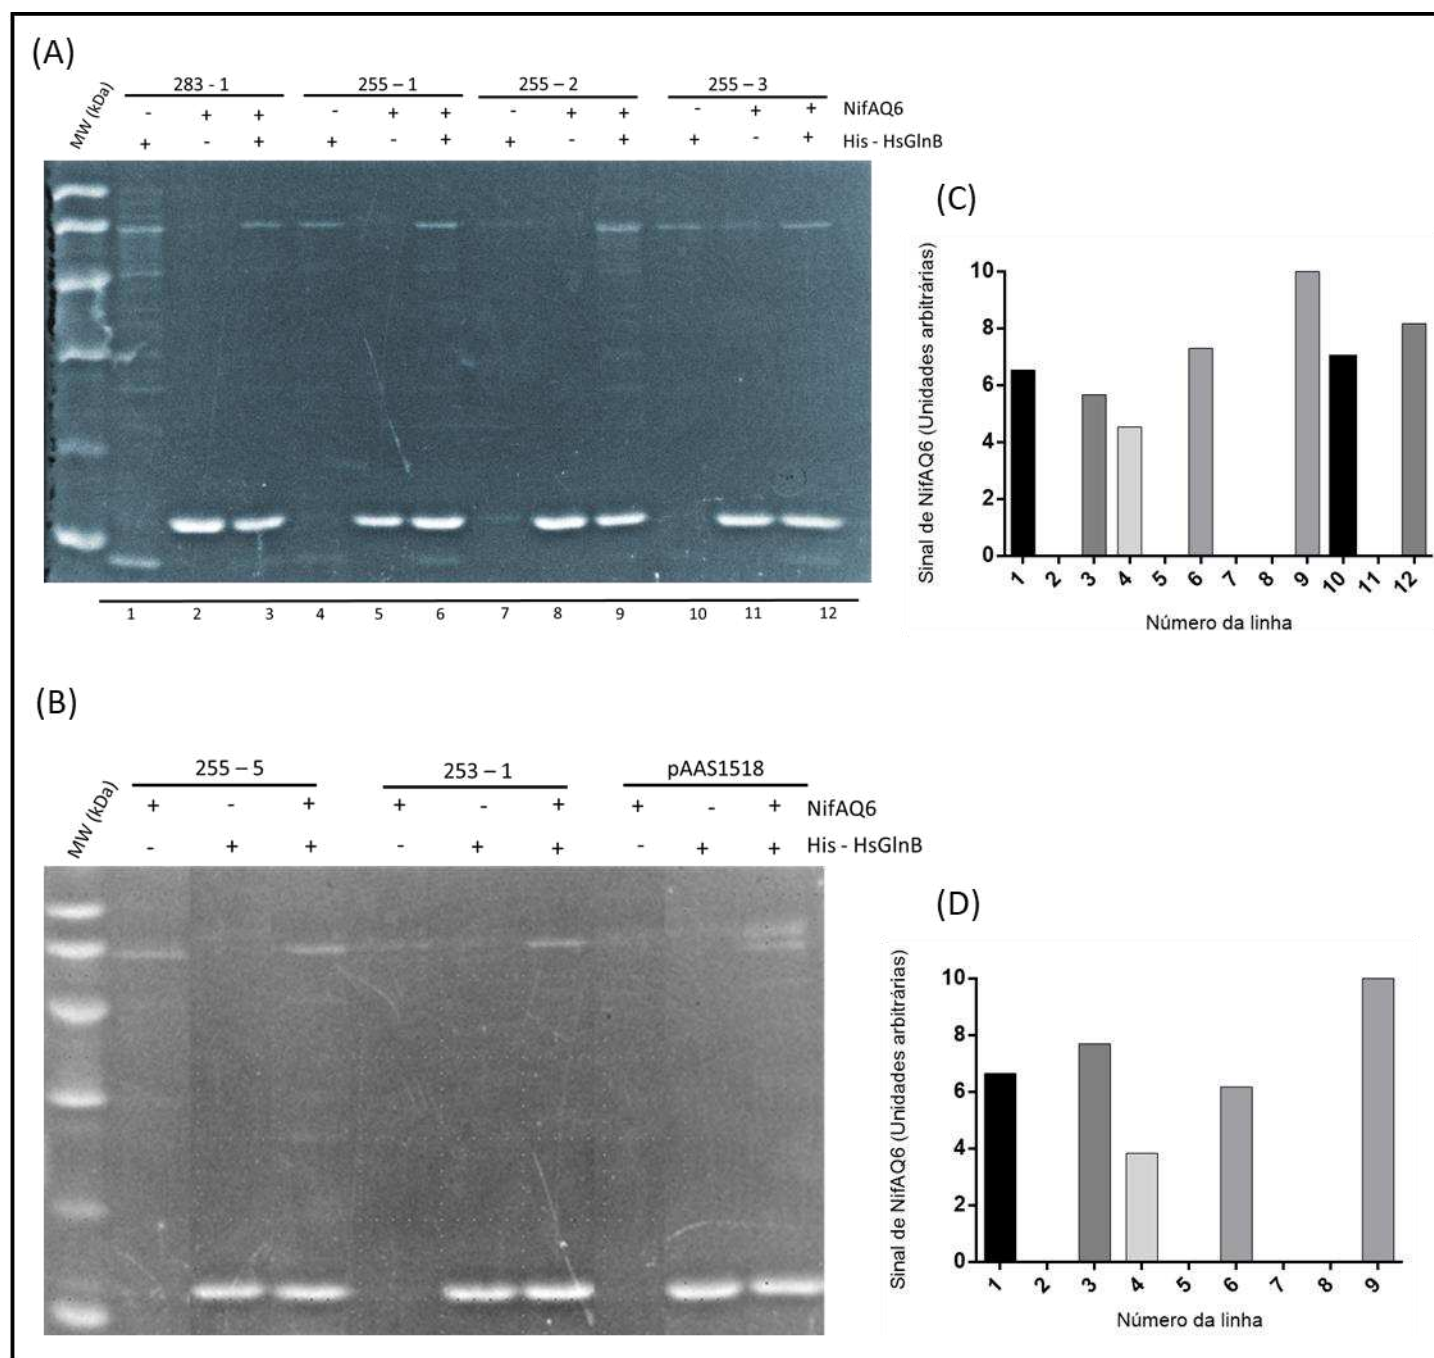 (A)
MW (kDa)
283 - 1 255 – 1 255 – 2 255 – 3
- + + - + + - + + - + + NifAQ6
+ - + + - + + - + + - + His - HsGlnB
1 2 3 4 5 6 7 8 9 10 11 12
(C)
Sinal de NifAQ6 (Unidades arbitrárias)
10
8
6
4
2
0
1 2 3 4 5 6 7 8 9 10 11 12
Número da linha
(B)
MW (kDa)
255 – 5 253 – 1 pAAS1518
+ - + + - + + - + NifAQ6
- + + - + + - + + His - HsGlnB
(D)
Sinal de NifAQ6 (Unidades arbitrárias)
10
8
6
4
2
0
1 2 3 4 5 6 7 8 9
Número da linha